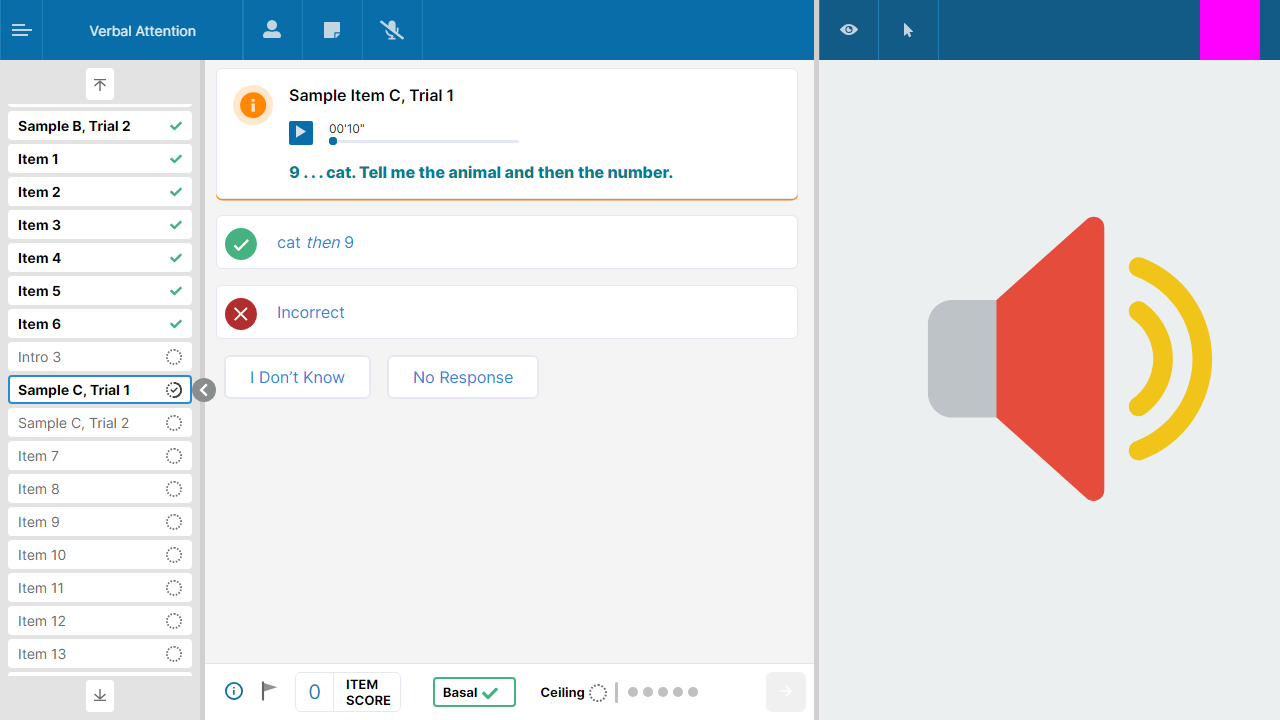 Verbal Attention
Sample B, Trial 2
Item 1
Item 2
Item 3
Item 4
Item 5
Item 6
Intro 3
Sample C, Trial 1
Sample C, Trial 2
Item 7
Item 8
Item 9
Item 10
Item 11
Item 12
Item 13
Sample Item C, Trial 1
00'10"
9 . . . cat. Tell me the animal and then the number.
cat then 9
Incorrect
I Don’t Know
No Response
0
ITEM
SCORE
Basal
Ceiling